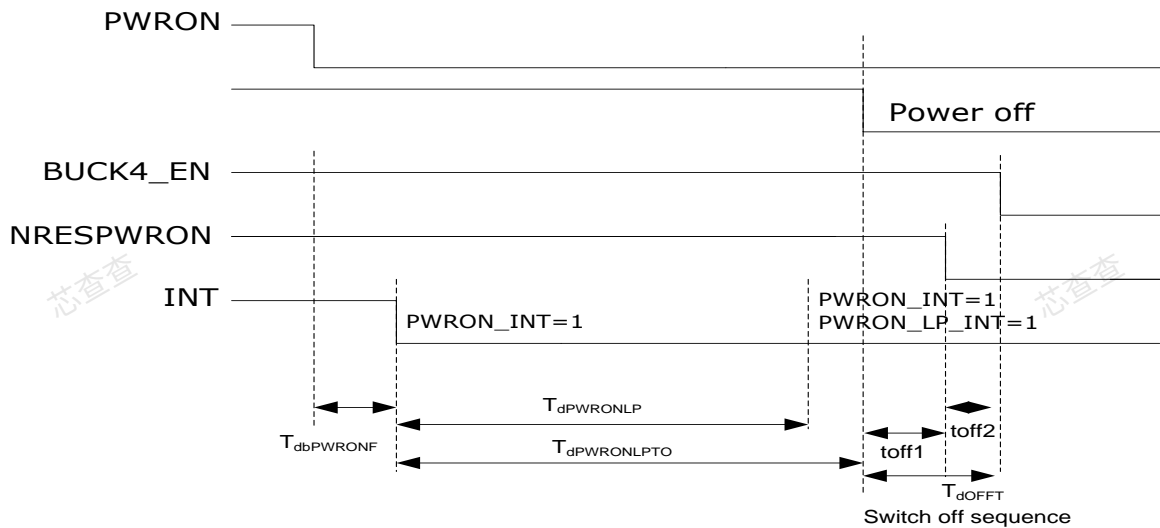 PWRON
Power off
BUCK4_EN
NRESPWRON
INT
PWRON_INT=1
PWRON_INT=1
PWRON_LP_INT=1
TdbPWRONF
TdPWRONLP
TdPWRONLPTO
toff1
toff2
TdOFFT
Switch off sequence
芯查查
芯查查